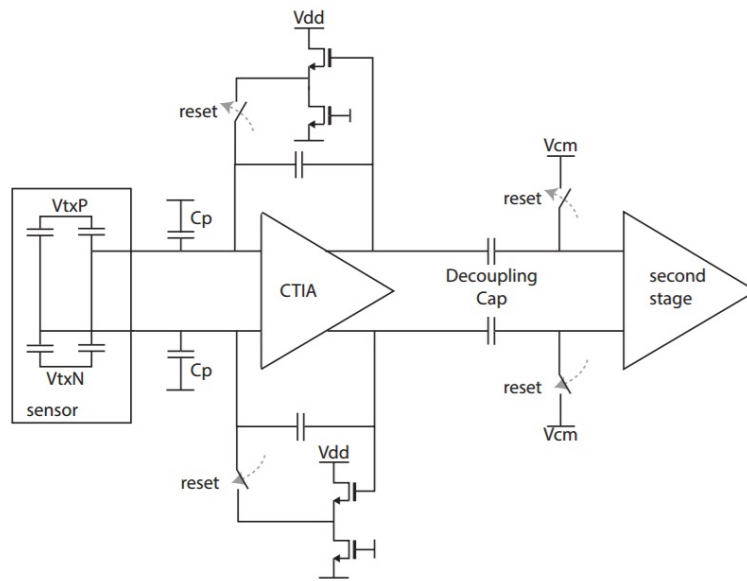 Vdd
reset
Vcm
VtxP
Cp
reset
CTIA
Decoupling
Cap
second
stage
VtxN
Cp
sensor
reset
Vcm
Vdd
reset